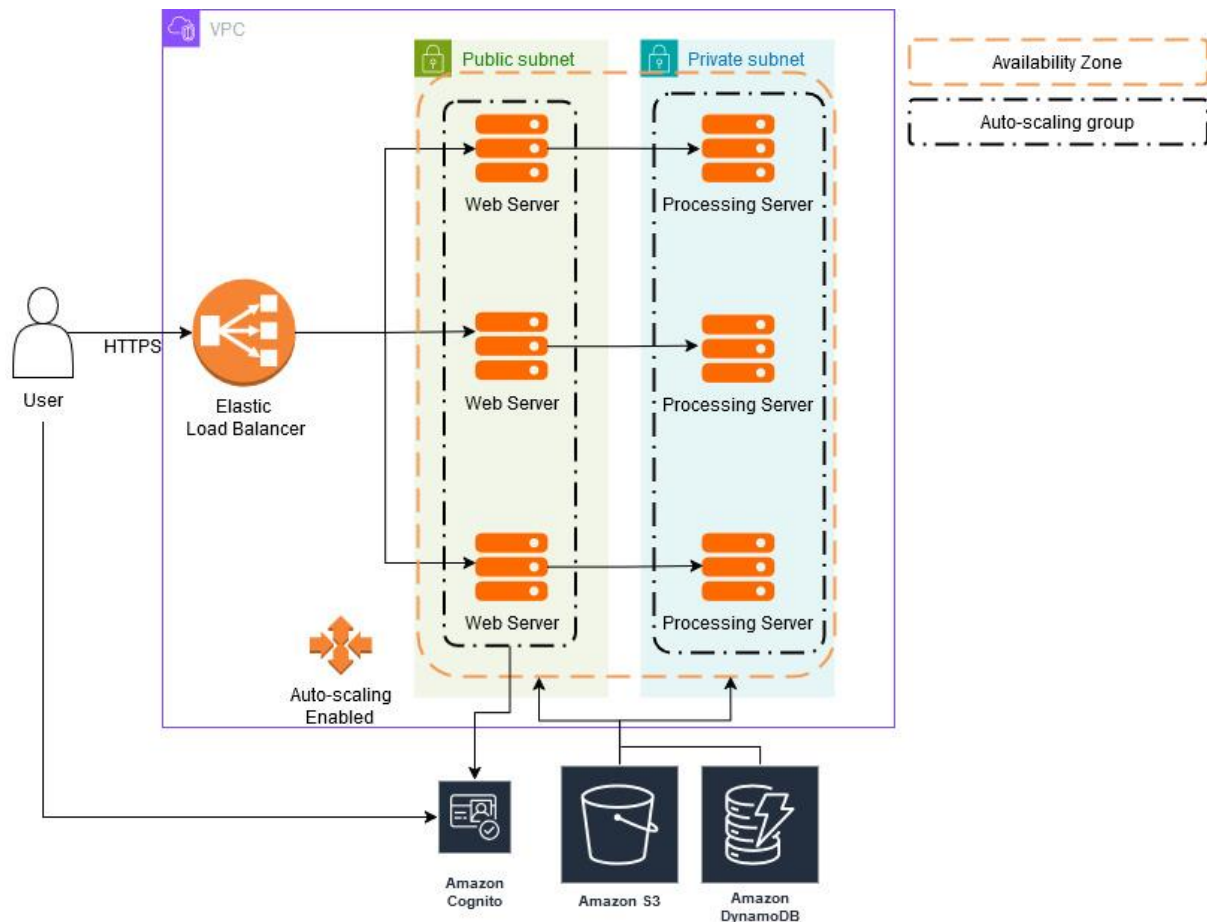 VPC
Public subnet
Private subnet
Availability Zone
Auto-scaling group
Web Server
Processing Server
HTTPS
User
Elastic
Load Balancer
Web Server
Processing Server
Web Server
Processing Server
Auto-scaling
Enabled
Amazon
Cognito
Amazon S3
Amazon
DynamoDB